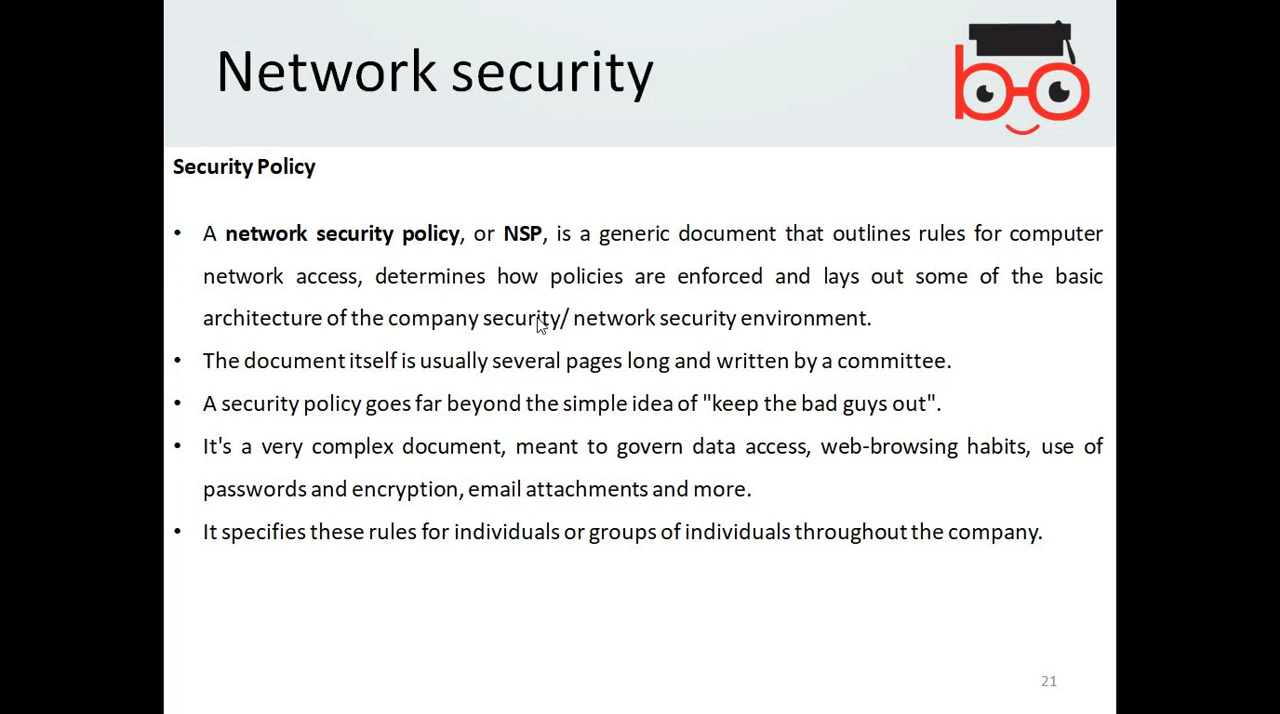 Network security
Security Policy
• A network security policy, or NSP, is a generic document that outlines rules for computer
network access, determines how policies are enforced and lays out some of the basic
architecture of the company security/ network security environment.
• The document itself is usually several pages long and written by a committee.
• A security policy goes far beyond the simple idea of "keep the bad guys out".
• It's a very complex document, meant to govern data access, web-browsing habits, use of
passwords and encryption, email attachments and more.
• It specifies these rules for individuals or groups of individuals throughout the company.
21